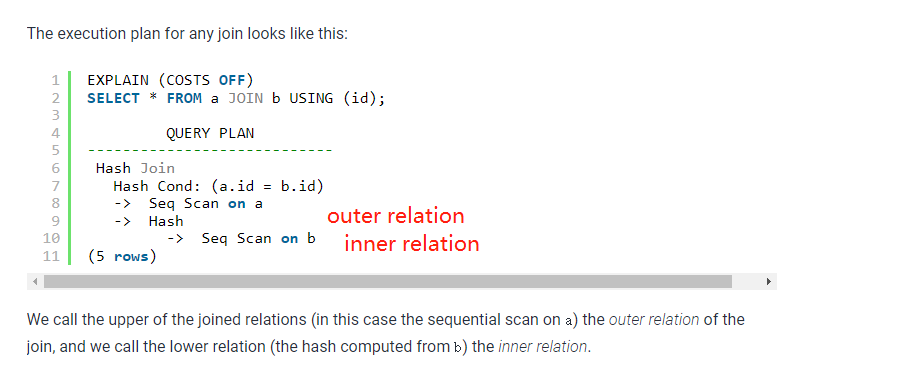 The execution plan for any join looks like this:
1 EXPLAIN (COSTS OFF)
2 SELECT * FROM a JOIN b USING (id);
3
4 QUERY PLAN
5 ----------------------------
6 Hash Join
7 Hash Cond: (a.id = b.id)
8 -> Seq Scan on a
9 -> Hash
outer relation
10 -> Seq Scan on b
inner relation
11 (5 rows)
We call the upper of the joined relations (in this case the sequential scan on a) the outer relation of the
join, and we call the lower relation (the hash computed from b) the inner relation.